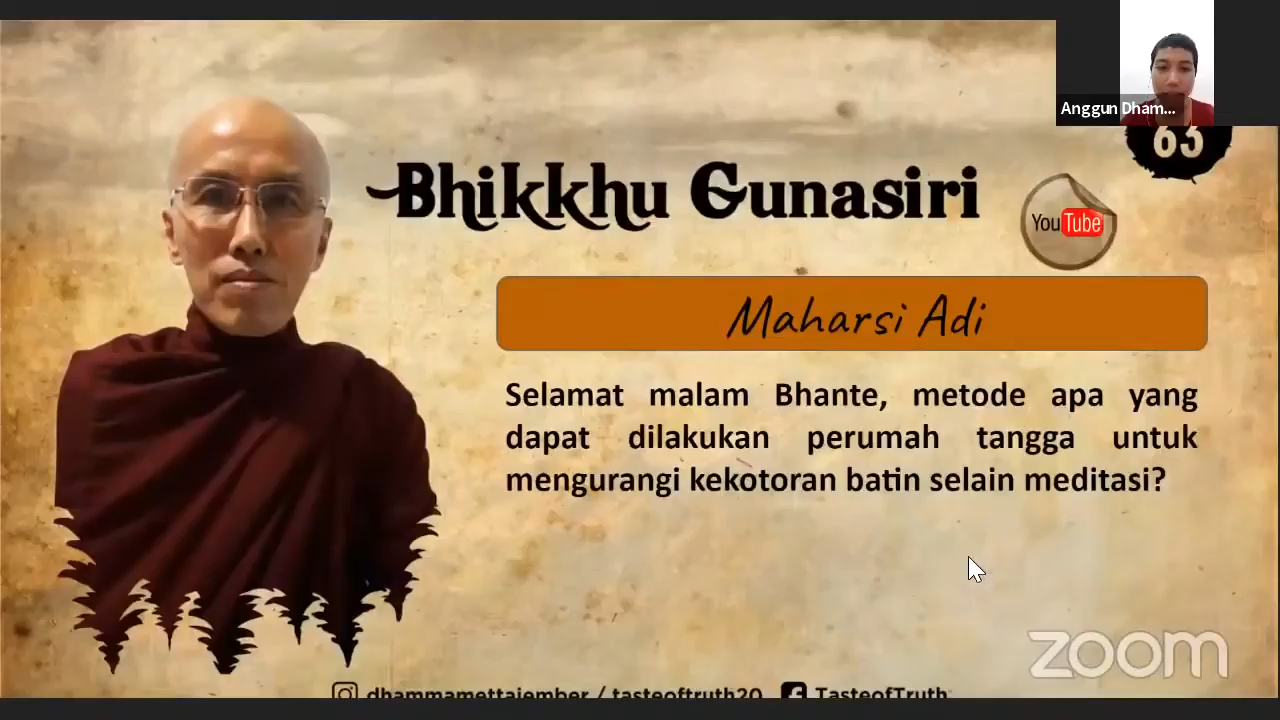 Anggun Dham...
63
Bhikkhu Gunasiri
YouTube
Maharsi Adi
Selamat malam Bhante, metode apa yang
dapat dilakukan perumah tangga untuk
mengurangi kekotoran batin selain meditasi?
zoom
dhammamettajember / tasteoftruth20 TasteofTruth